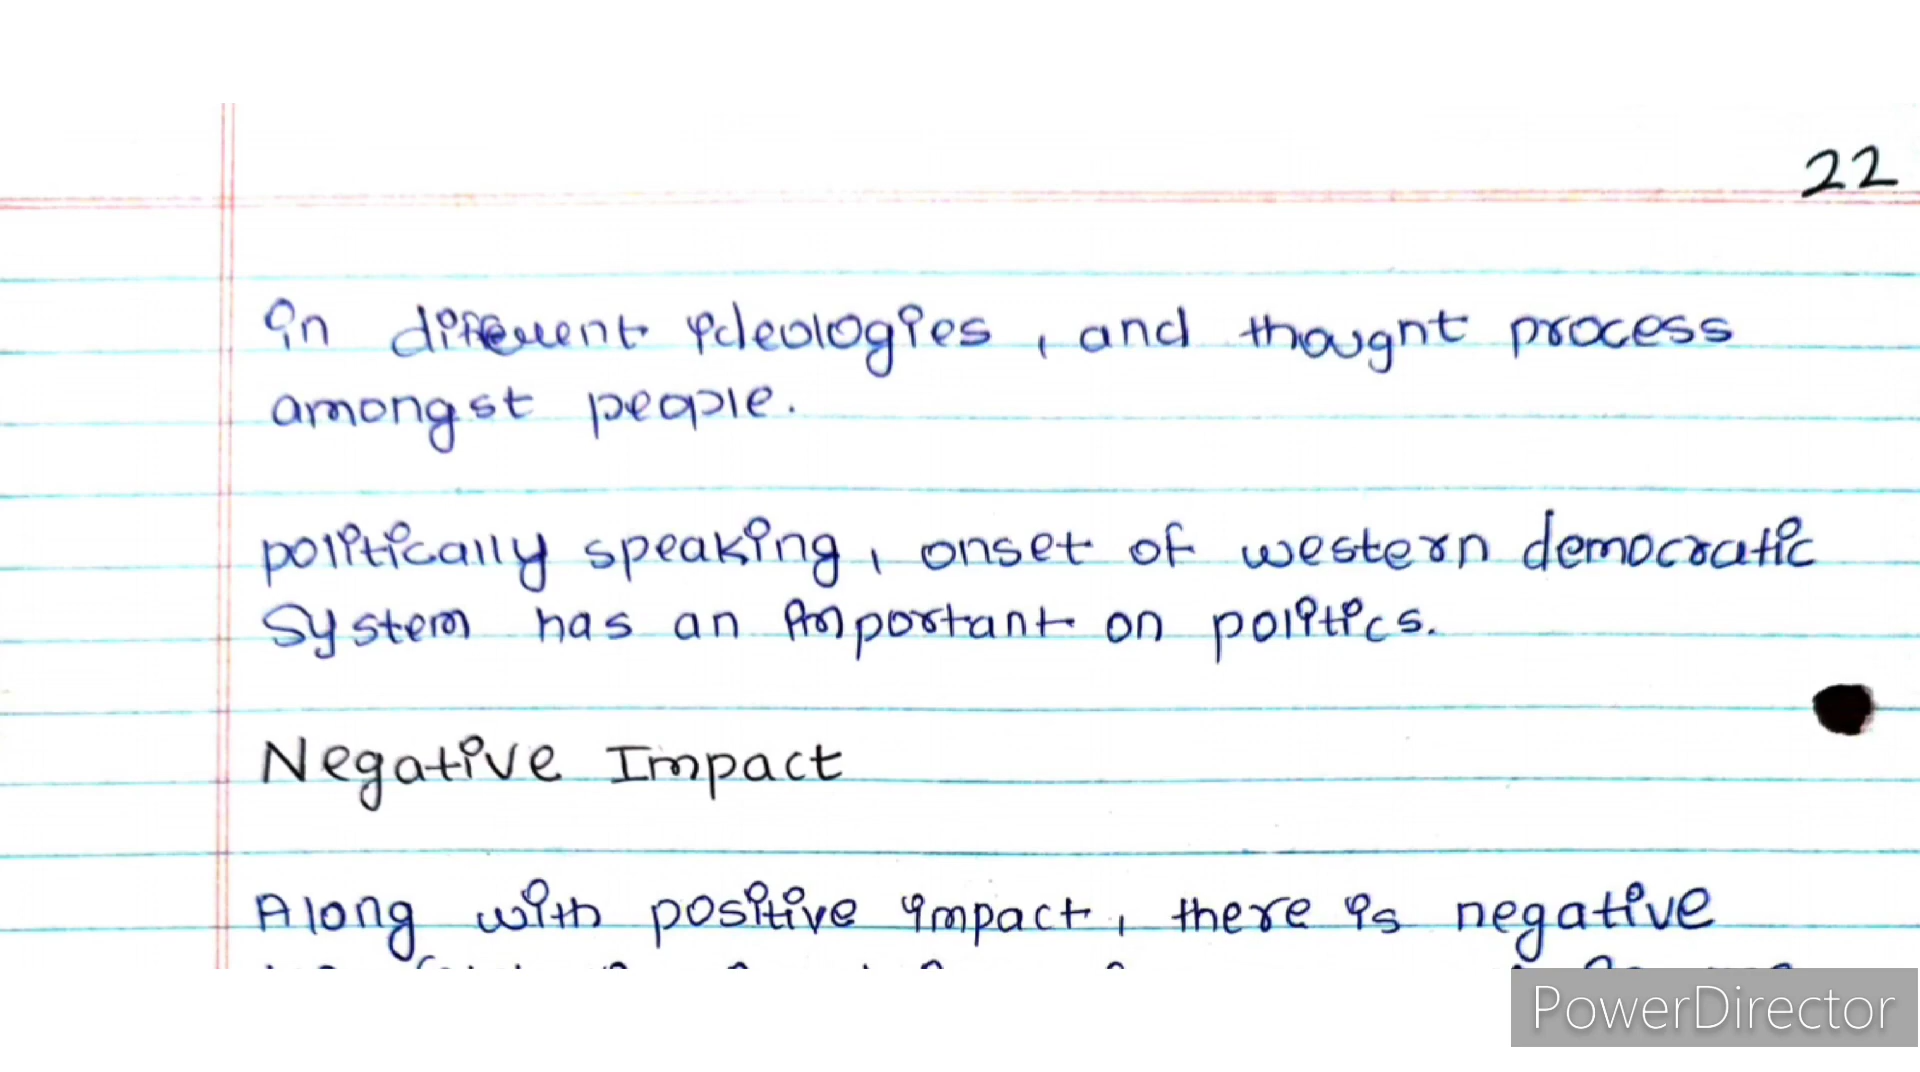 22
in different ideologies, and thought process
amongst people.
politically speaking, onset of western democratic
System has an important on politics.
Negative Impact
Along with positive impact, there is negative
PowerDirector